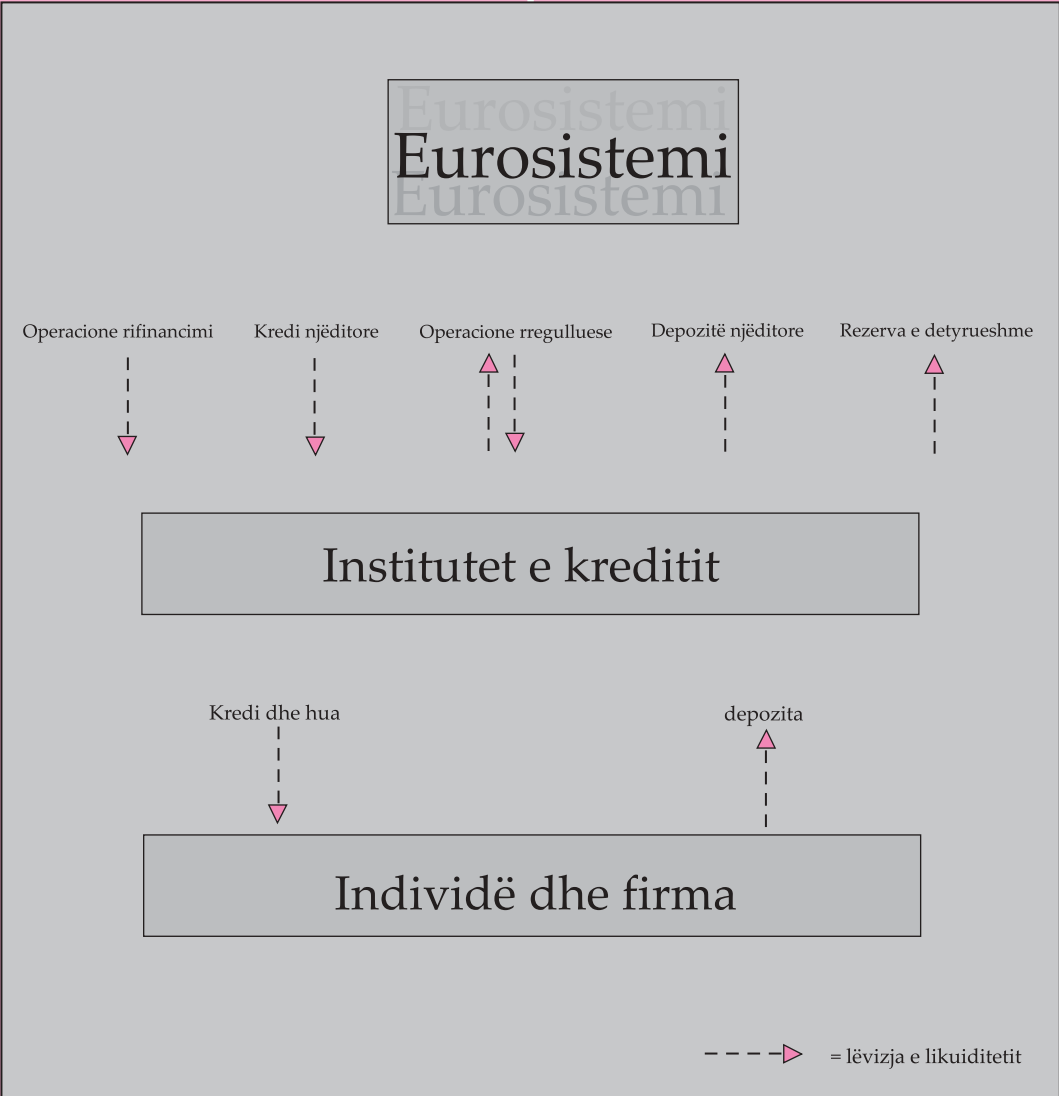 Eurosistemi
Eurosistemi
Eurosistemi
Operacione rifinancimi
Kredi njëditore
Operacione rregulluese
Depozitë njëditore
Rezerva e detyrueshme
Institutet e kreditit
Kredi dhe hua
depozita
Individë dhe firma
= lëvizja e likuiditetit